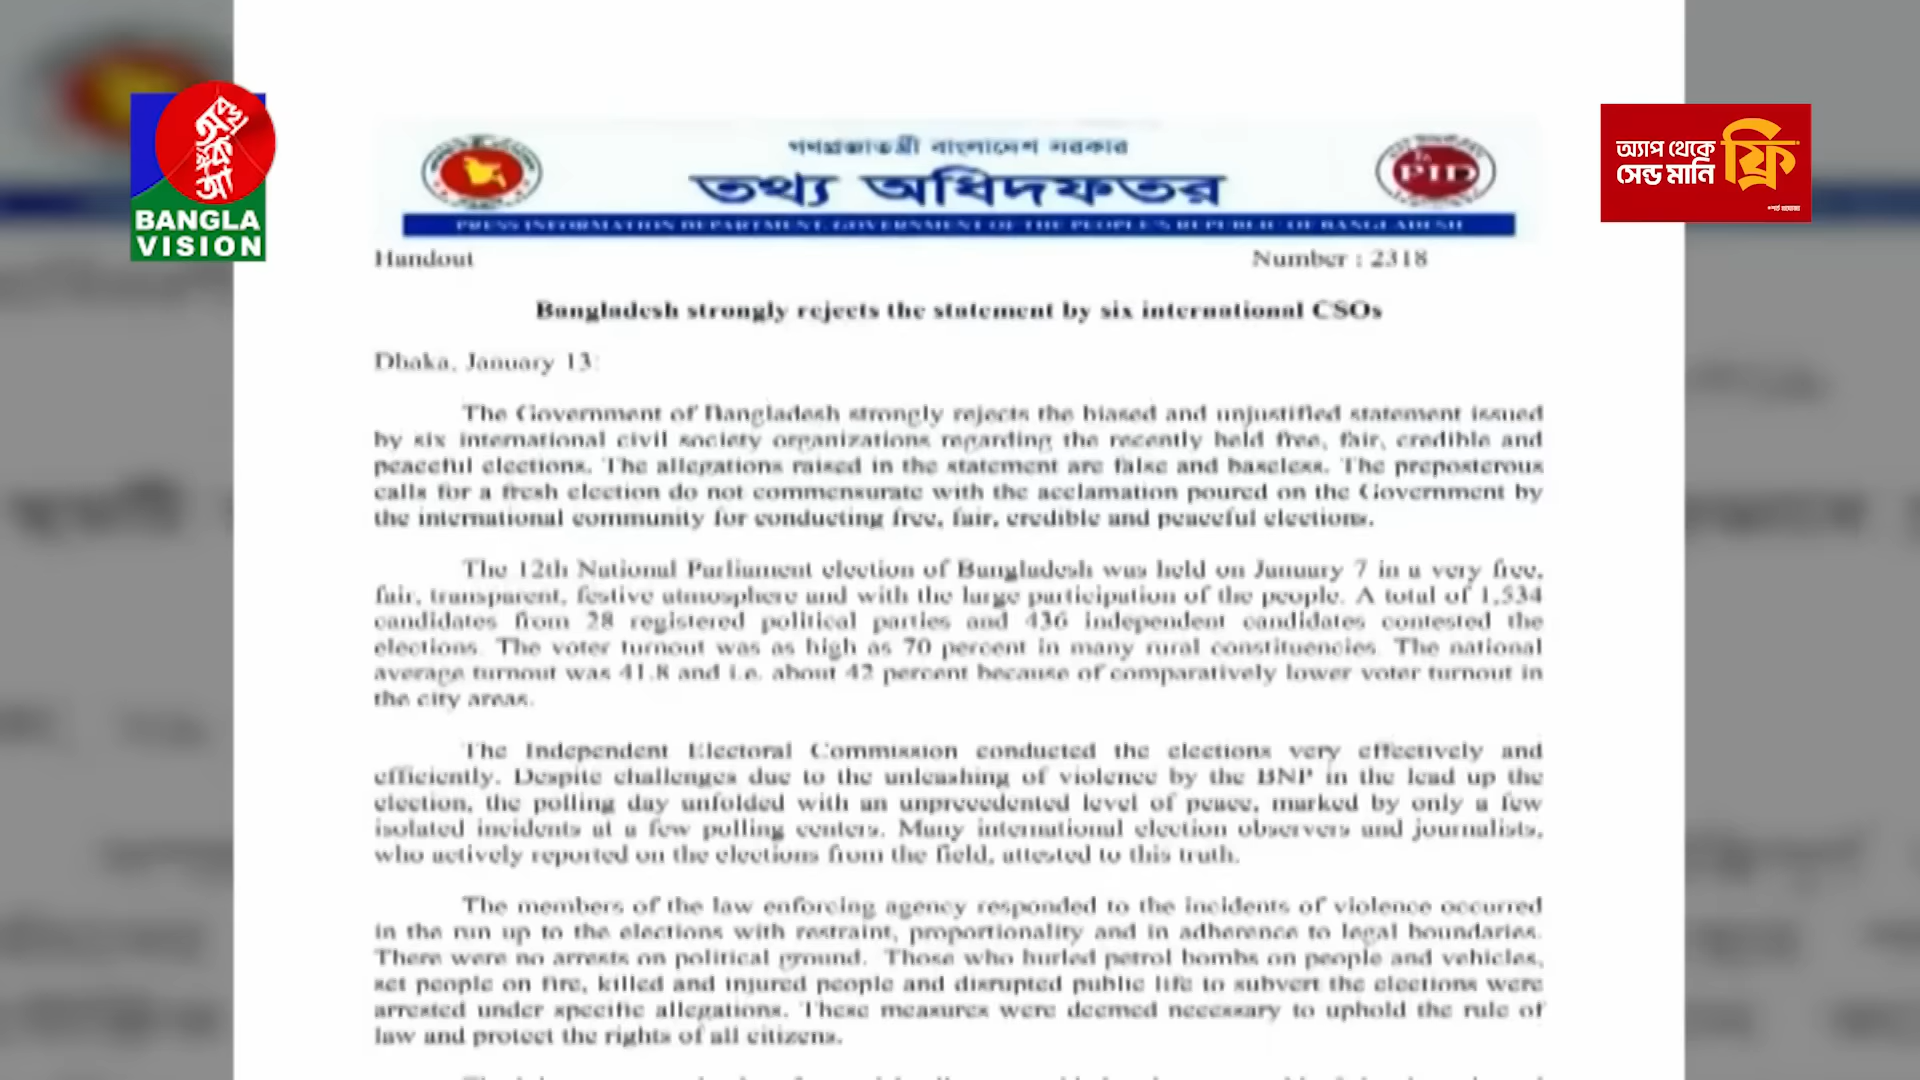 অ্যাপ থেকে
সেন্ড মানি
ফ্রি
BANGLA
VISION
গণপ্রজাতন্ত্রী বাংলাদেশ সরকার
তথ্য অধিদফতর
PID
PRESS INFORMATION DEPARTMENT, GOVERNMENT OF THE PEOPLE'S REPUBLIC OF BANGLADESH
Handout Number : 2318
Bangladesh strongly rejects the statement by six international CSOs
Dhaka, January 13:
The Government of Bangladesh strongly rejects the biased and unjustified statement issued
by six international civil society organizations regarding the recently held free, fair, credible and
peaceful elections. The allegations raised in the statement are false and baseless. The preposterous
calls for a fresh election do not commensurate with the acclamation poured on the Government by
the international community for conducting free, fair, credible and peaceful elections.
The 12th National Parliament election of Bangladesh was held on January 7 in a very free,
fair, transparent, festive atmosphere and with the large participation of the people. A total of 1,534
candidates from 28 registered political parties and 436 independent candidates contested the
elections. The voter turnout was as high as 70 percent in many rural constituencies. The national
average turnout was 41.8 and i.e. about 42 percent because of comparatively lower voter turnout in
the city areas.
The Independent Electoral Commission conducted the elections very effectively and
efficiently. Despite challenges due to the unleashing of violence by the BNP in the lead up the
election, the polling day unfolded with an unprecedented level of peace, marked by only a few
isolated incidents at a few polling centers. Many international election observers and journalists,
who actively reported on the elections from the field, attested to this truth.
The members of the law enforcing agency responded to the incidents of violence occurred
in the run up to the elections with restraint, proportionality and in adherence to legal boundaries.
There were no arrests on political ground. Those who hurled petrol bombs on people and vehicles,
set people on fire, killed and injured people and disrupted public life to subvert the elections were
arrested under specific allegations. These measures were deemed necessary to uphold the rule of
law and protect the rights of all citizens.